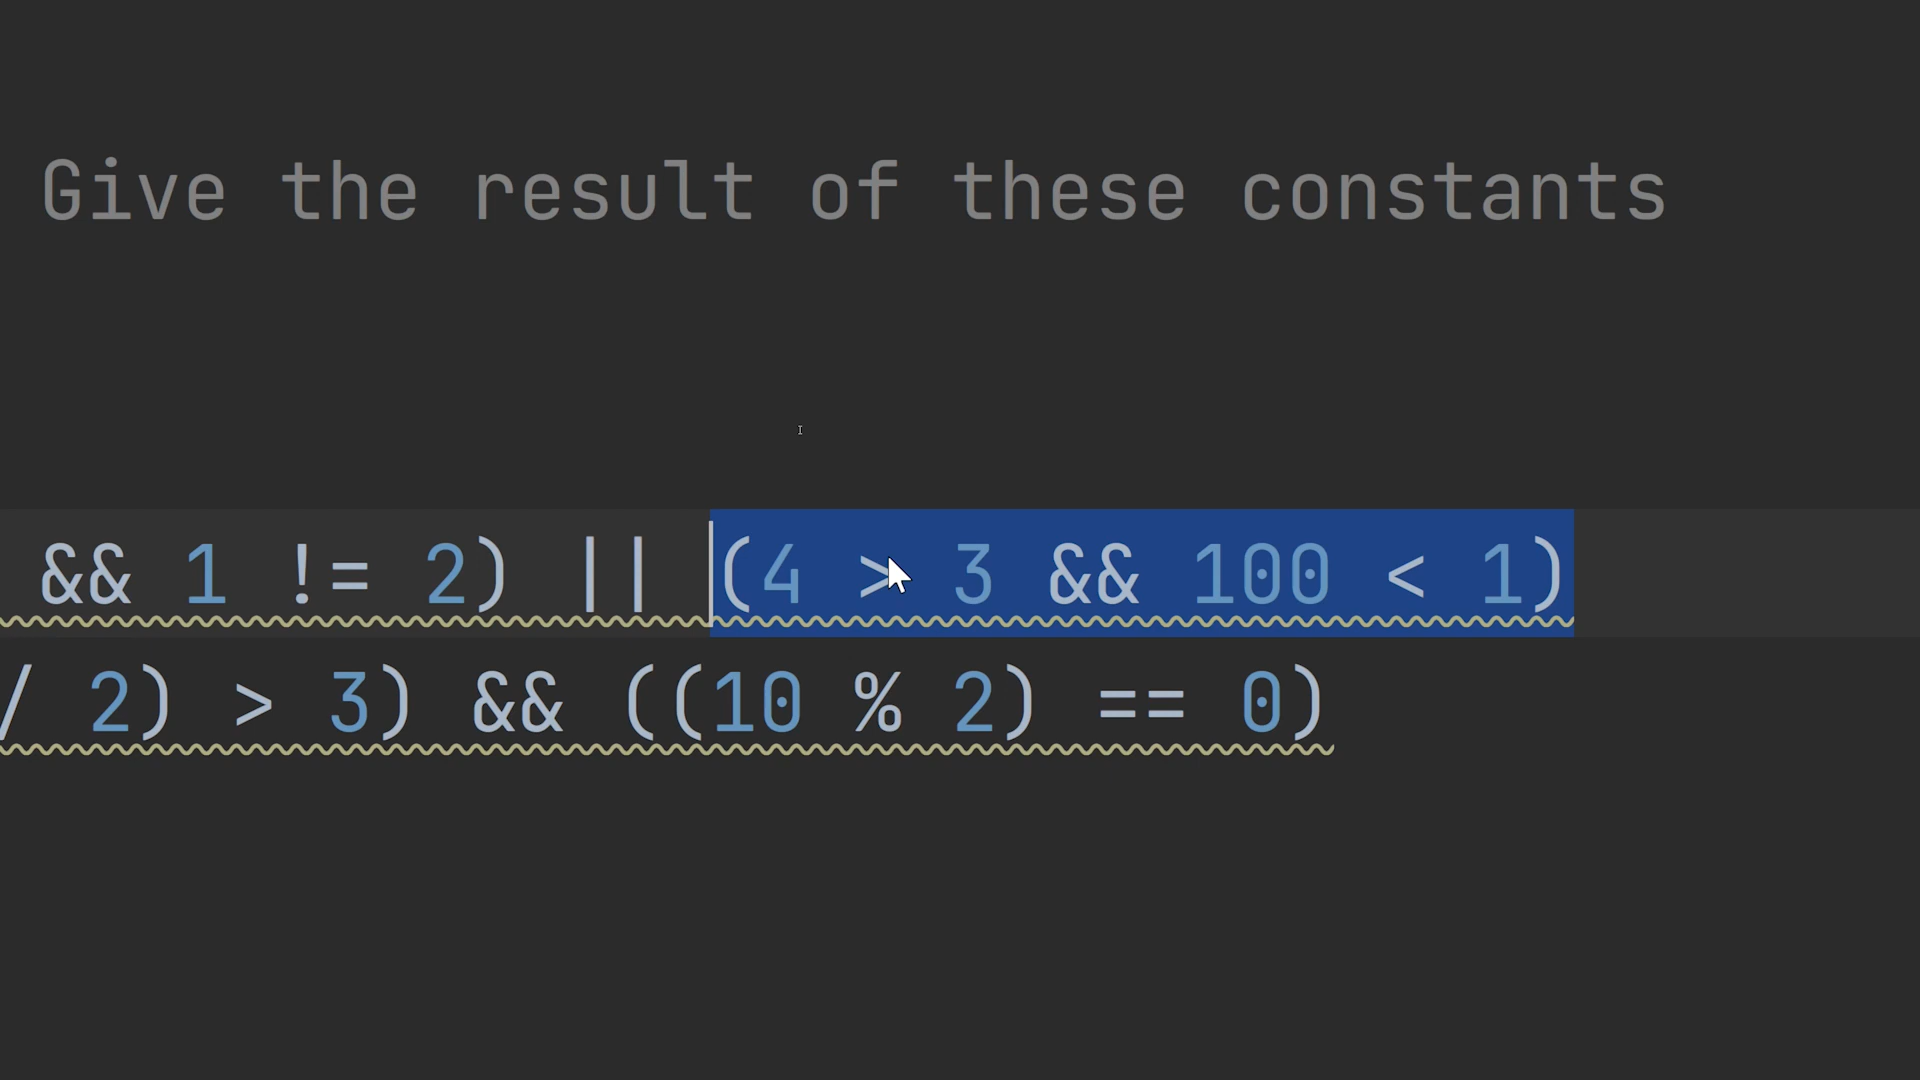 Give the result of these constants
&& 1 != 2) || (4 > 3 && 100 < 1)
/ 2) > 3) && ((10 % 2) == 0)